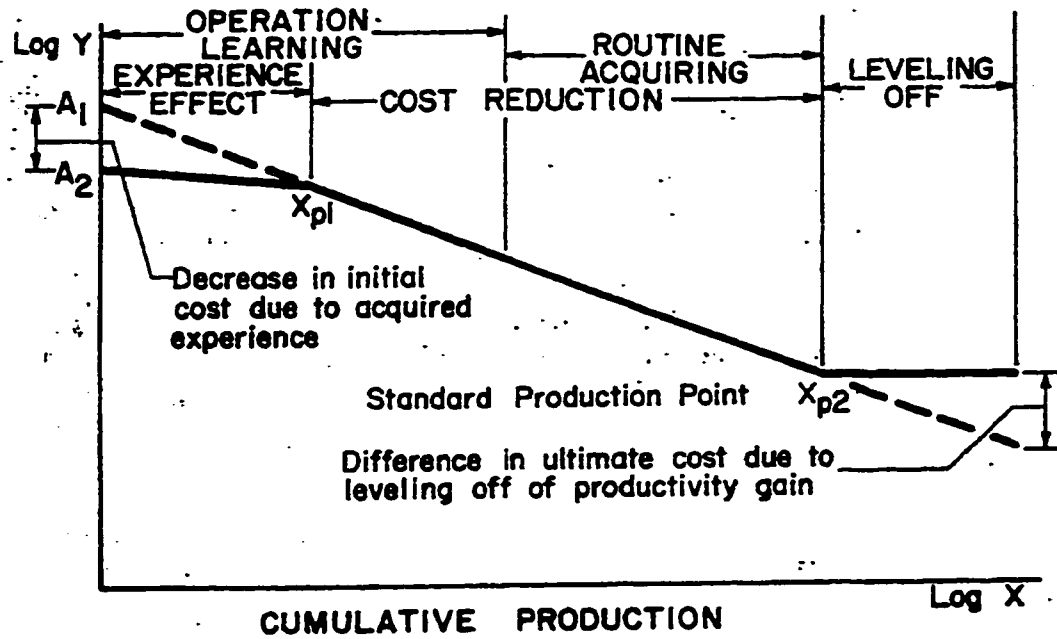 Log Y
OPERATION
LEARNING
ROUTINE
ACQUIRING
EXPERIENCE
EFFECT
COST REDUCTION
LEVELING
OFF
A1
A2
Xp1
Decrease in initial
cost due to acquired
experience
Standard Production Point
Xp2
Difference in ultimate cost due to
leveling off of productivity gain
Log X
CUMULATIVE PRODUCTION